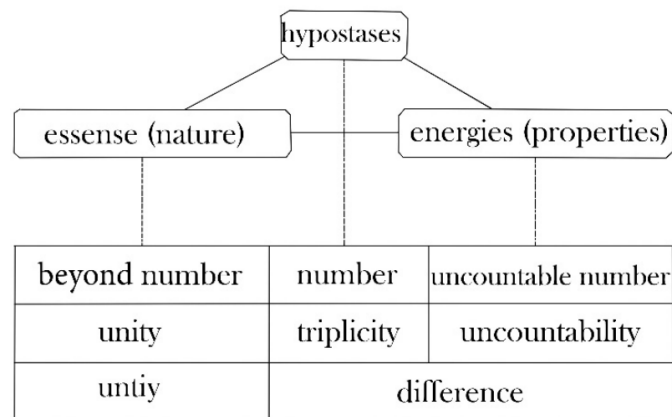 hypostases
essense (nature)
energies (properties)
beyond number
number
uncountable number
unity
triplicity
uncountability
untiy
difference